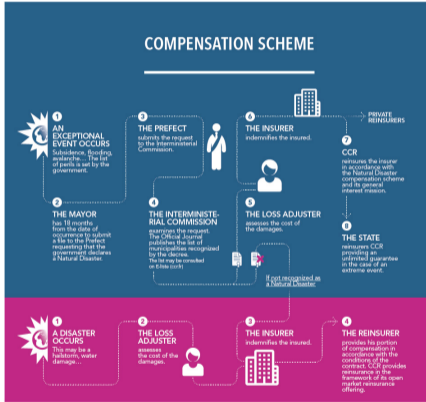 COMPENSATION SCHEME
1
AN
EXCEPTIONAL
EVENT OCCURS
Subsidence, flooding,
avalanche... The list
of perils is set by the
government.
2
THE MAYOR
has 18 months
from the date of
occurrence to submit
a file to the Prefect
requesting that the
government declares
a Natural Disaster.
3
THE PREFECT
submits the request
to the Interministerial
Commission.
4
THE INTERMINISTE-
RIAL COMMISSION
examines the request.
The Official Journal
publishes the list of
municipalities recognized
by the decree.
The list may be consulted
on
5
THE LOSS ADJUSTER
assesses the cost of
the damages.
6
THE INSURER
indemnifies the insured.
PRIVATE
REINSURERS
7
CCR
reinsures the insurer
in accordance with
the Natural Disaster
compensation scheme
and its general
interest mission.
8
THE STATE
reinsurers CCR
providing an
unlimited guarantee
in the case of an
extreme event.
If not recognized as
a Natural Disaster
1
A DISASTER
OCCURS
This may be a
hailstorm, water
damage...
2
THE LOSS
ADJUSTER
assesses
the cost of the
damages.
3
THE INSURER
indemnifies the insured.
4
THE REINSURER
provides his portion
of compensation in
accordance with the
conditions of the
contract. CCR provides
reinsurance in the
framework of its open
market reinsurance
offering.